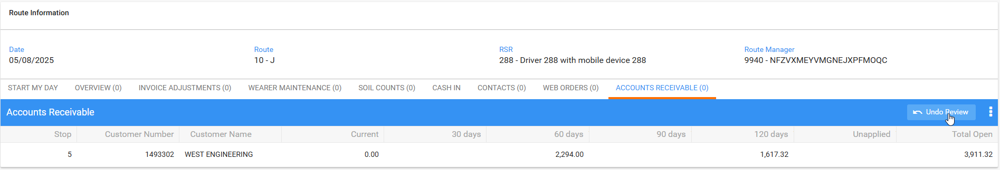 Route Information
Date Route RSR Route Manager
05/08/2025 10 - J 288 - Driver 288 with mobile device 288 9940 - NFZVXMEYVMGNEJXPFMOQC
START MY DAY OVERVIEW (0) INVOICE ADJUSTMENTS (0) WEARER MAINTENANCE (0) SOIL COUNTS (0) CASH IN CONTACTS (0) WEB ORDERS (0) ACCOUNTS RECEIVABLE (0)
Accounts Receivable Undo Review
Stop Customer Number Customer Name Current 30 days 60 days 90 days 120 days Unapplied Total Open
5 1493302 WEST ENGINEERING 0.00 2,294.00 1,617.32 3,911.32